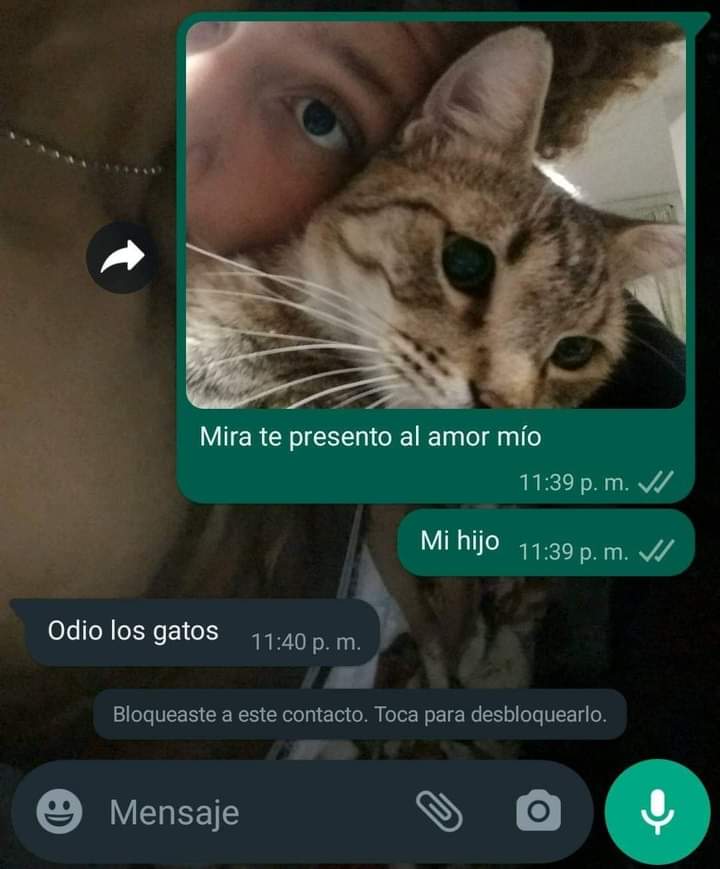 Mira te presento al amor mío
11:39 p. m.
Mi hijo 11:39 p. m.
Odio los gatos 11:40 p. m.
Bloqueaste a este contacto. Toca para desbloquearlo.
Mensaje